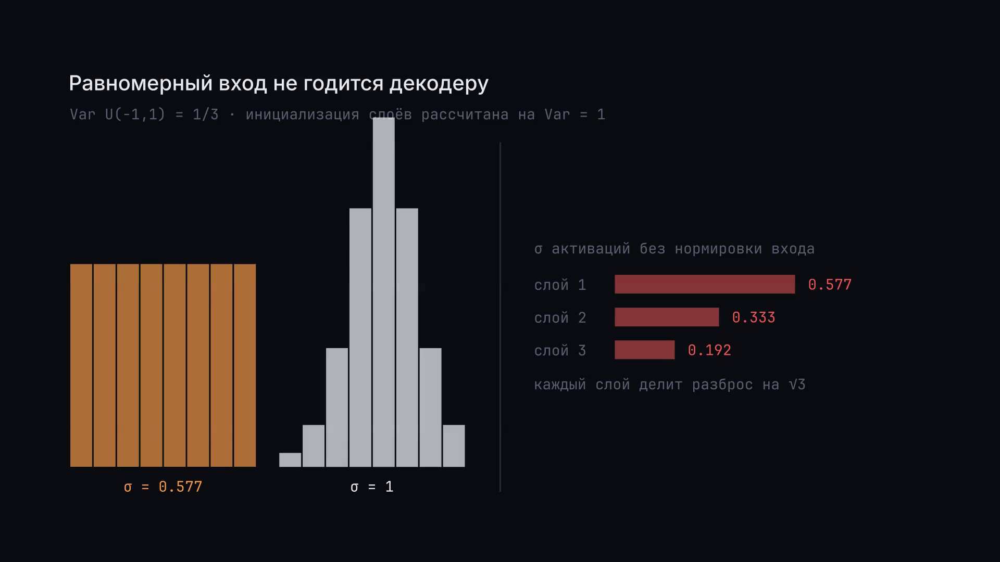 Равномерный вход не годится декодеру
Var U(-1,1) = 1/3 · инициализация слоёв рассчитана на Var = 1
σ = 0.577
σ = 1
σ активаций без нормировки входа
слой 1 0.577
слой 2 0.333
слой 3 0.192
каждый слой делит разброс на √3